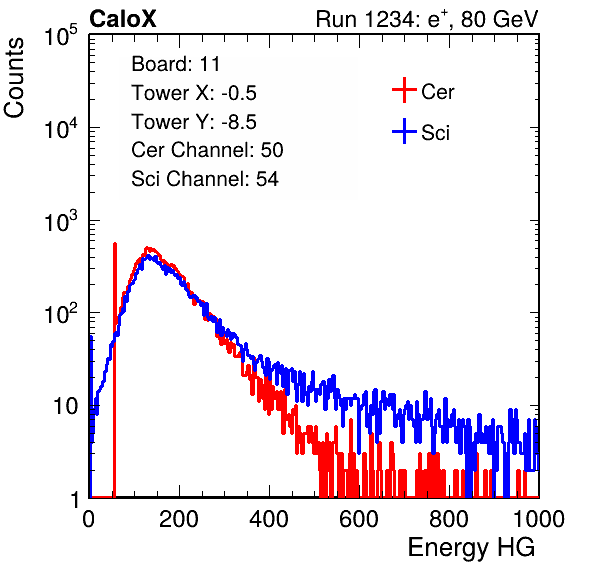 CaloX Run 1234: e⁺, 80 GeV
Counts
10⁵
10⁴
10³
10²
10
1
Board: 11
Tower X: -0.5
Tower Y: -8.5
Cer Channel: 50
Sci Channel: 54
Cer
Sci
0 200 400 600 800 1000
Energy HG